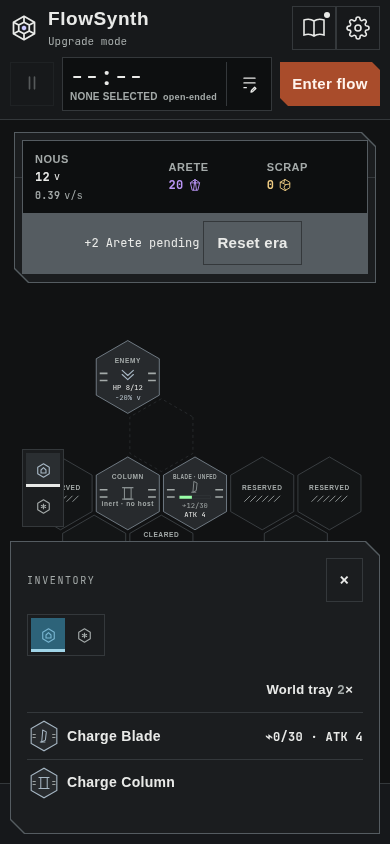 FlowSynth
Upgrade mode
--:--
NONE SELECTED open-ended
Enter flow
NOUS
12 ν
0.39 ν/s
ARETE
20
SCRAP
0
+2 Arete pending
Reset era
ENEMY
HP 8/12
-20% ν
RVED
COLUMN
Inert · no host
BLADE · UNFED
+12/30
ATK 4
RESERVED
RESERVED
CLEARED
INVENTORY
×
World tray 2×
Charge Blade
⌁0/30 · ATK 4
Charge Column